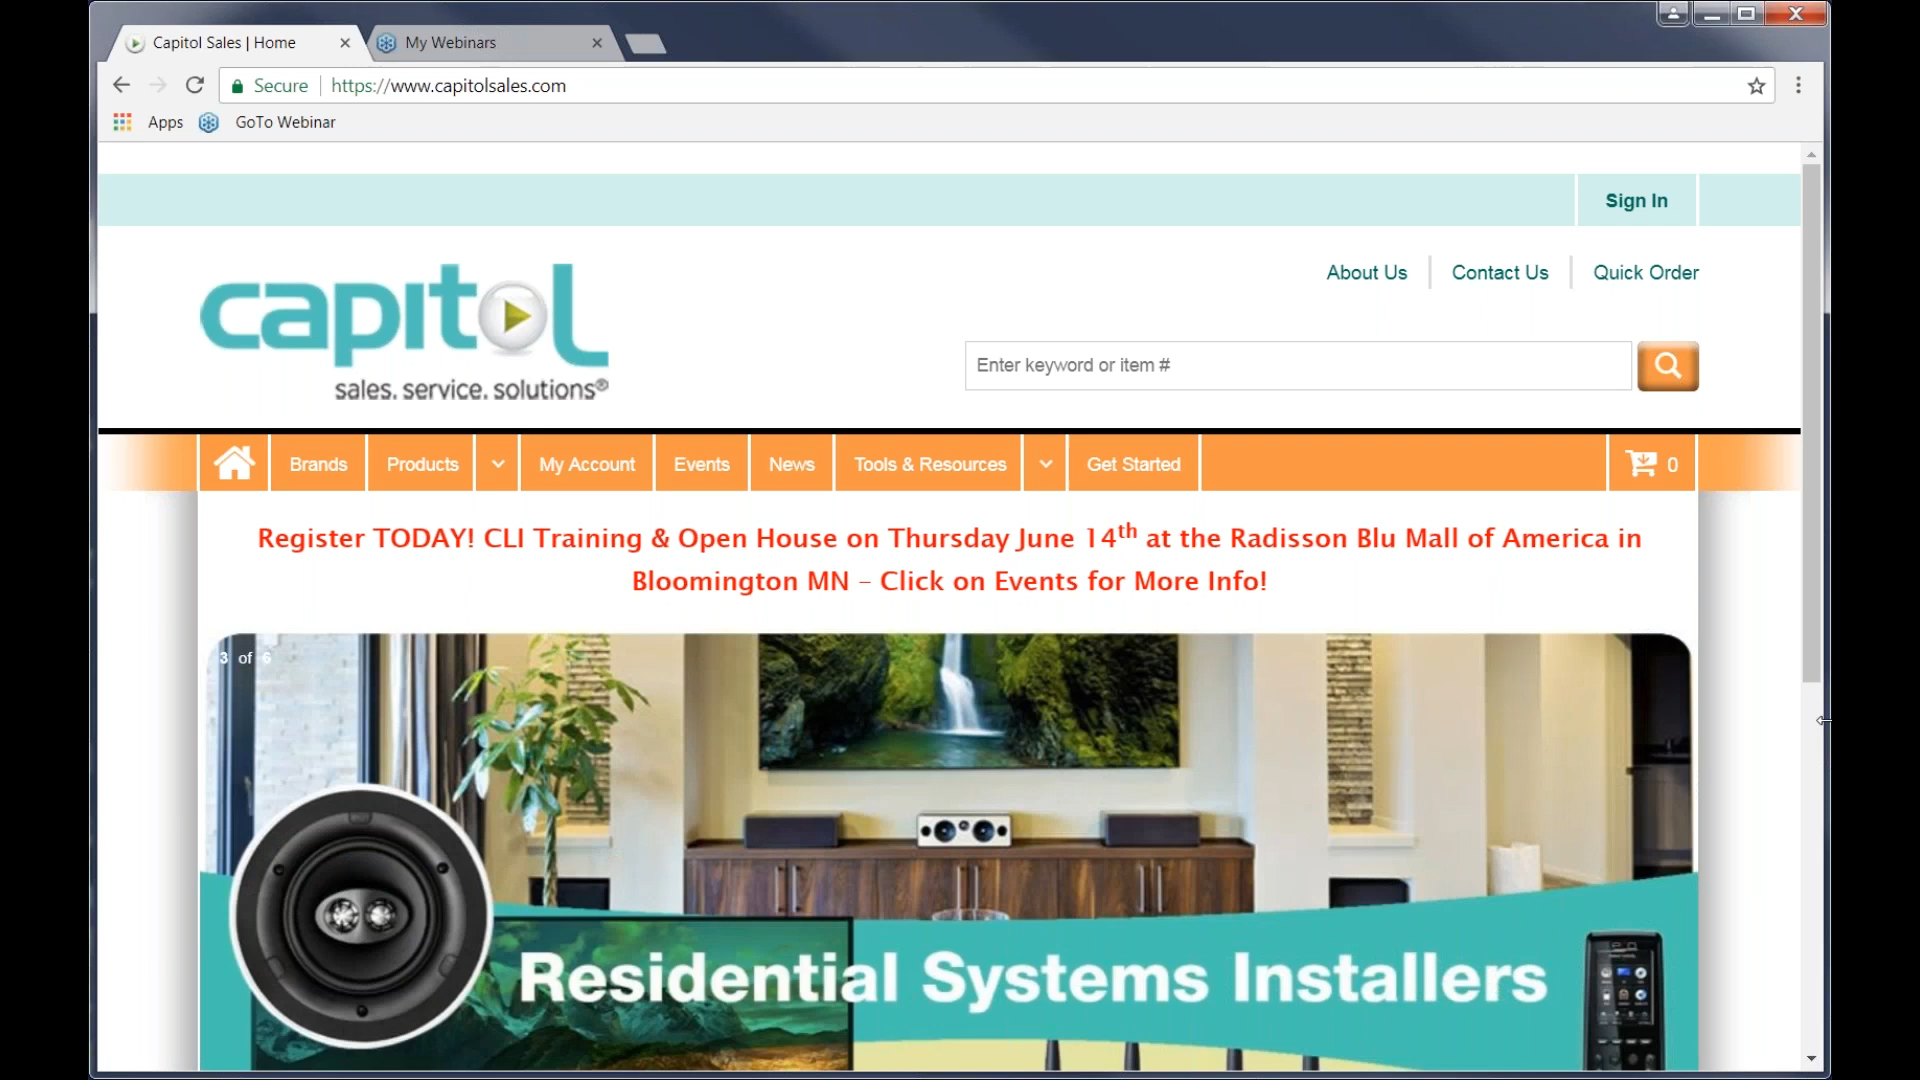 Capitol Sales | Home
My Webinars
Secure
https://www.capitolsales.com
Apps
GoTo Webinar
Sign In
capitol
sales. service. solutions®
About Us
Contact Us
Quick Order
Enter keyword or item #
Brands
Products
My Account
Events
News
Tools & Resources
Get Started
0
Register TODAY! CLI Training & Open House on Thursday June 14th at the Radisson Blu Mall of America in
Bloomington MN – Click on Events for More Info!
3 of 6
Residential Systems Installers